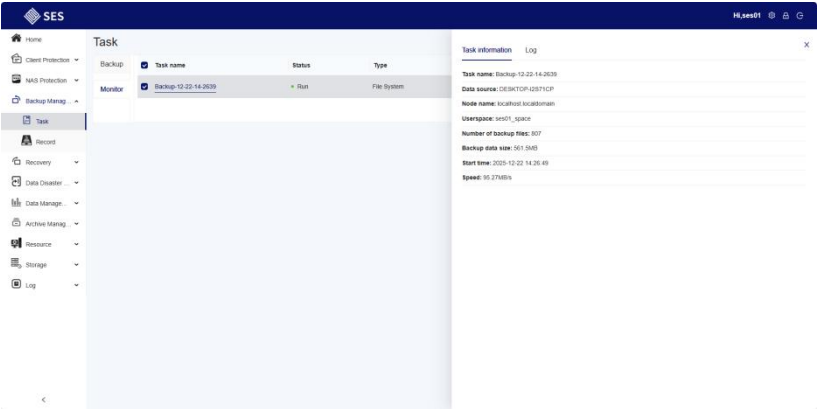 SES
Hi,ses01
Home
Client Protection
NAS Protection
Backup Manag...
Task
Record
Recovery
Data Disaster ...
Data Manage...
Archive Manag...
Resource
Storage
Log
Task
Backup
Monitor
Task name Status Type
Backup-12-22-14-2639 Run File System
Task information Log
X
Task name: Backup-12-22-14-2639
Data source: DESKTOP-I2S71CP
Node name: localhost.localdomain
Userspace: ses01_space
Number of backup files: 807
Backup data size: 561.5MB
Start time: 2025-12-22 14:26:49
Speed: 95.27MB/s